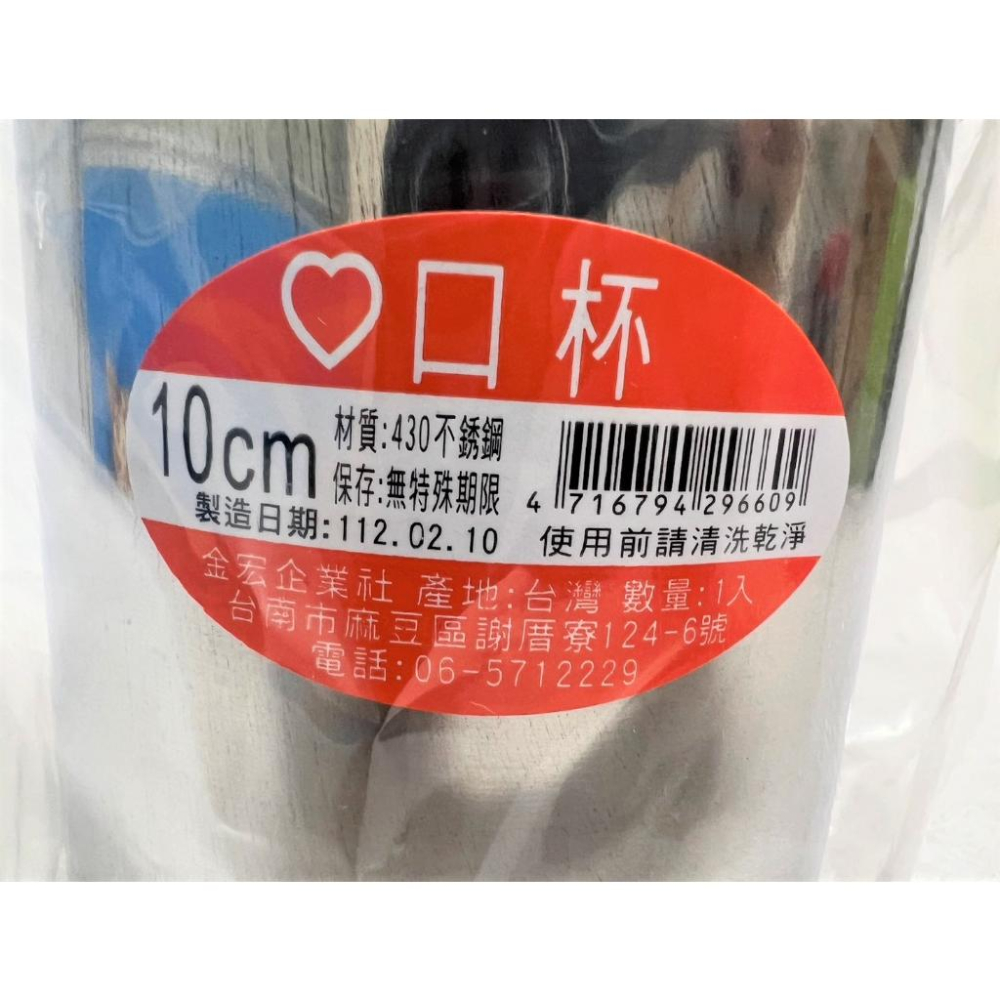 ♡口杯
10cm
材質:430不銹鋼
保存:無特殊期限
製造日期:112.02.10
4 716794 296609
使用前請清洗乾淨
金宏企業社 產地:台灣 數量:1入
台南市麻豆區謝厝寮124-6號
電話:06-5712229